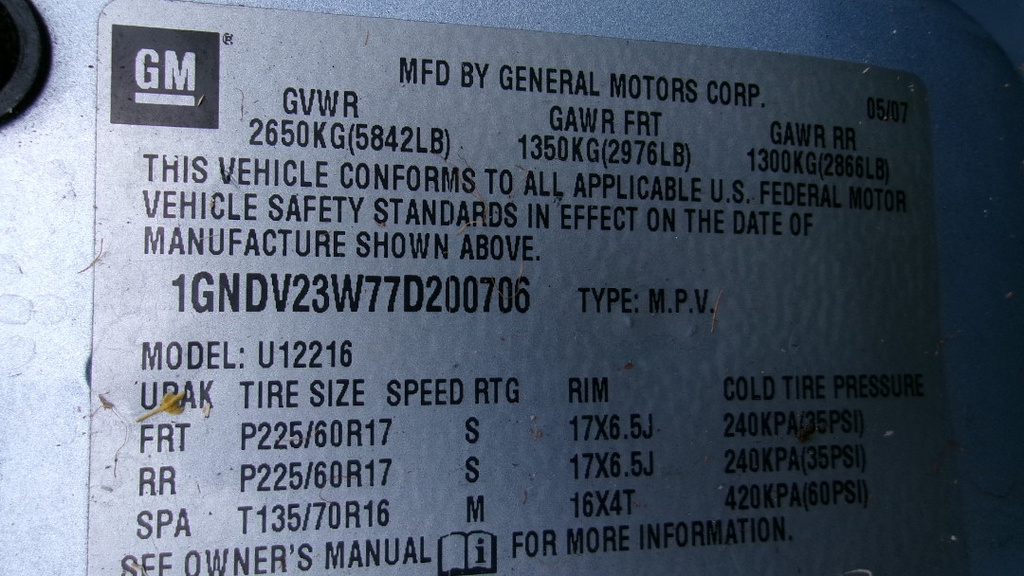 GM ®
MFD BY GENERAL MOTORS CORP. 05/07
GVWR GAWR FRT GAWR RR
2650KG(5842LB) 1350KG(2976LB) 1300KG(2866LB)
THIS VEHICLE CONFORMS TO ALL APPLICABLE U.S. FEDERAL MOTOR
VEHICLE SAFETY STANDARDS IN EFFECT ON THE DATE OF
MANUFACTURE SHOWN ABOVE.
1GNDV23W77D200706 TYPE: M.P.V.
MODEL: U12216
UPAK TIRE SIZE SPEED RTG RIM COLD TIRE PRESSURE
FRT P225/60R17 S 17X6.5J 240KPA(35PSI)
RR P225/60R17 S 17X6.5J 240KPA(35PSI)
SPA T135/70R16 M 16X4T 420KPA(60PSI)
SEE OWNER'S MANUAL i FOR MORE INFORMATION.